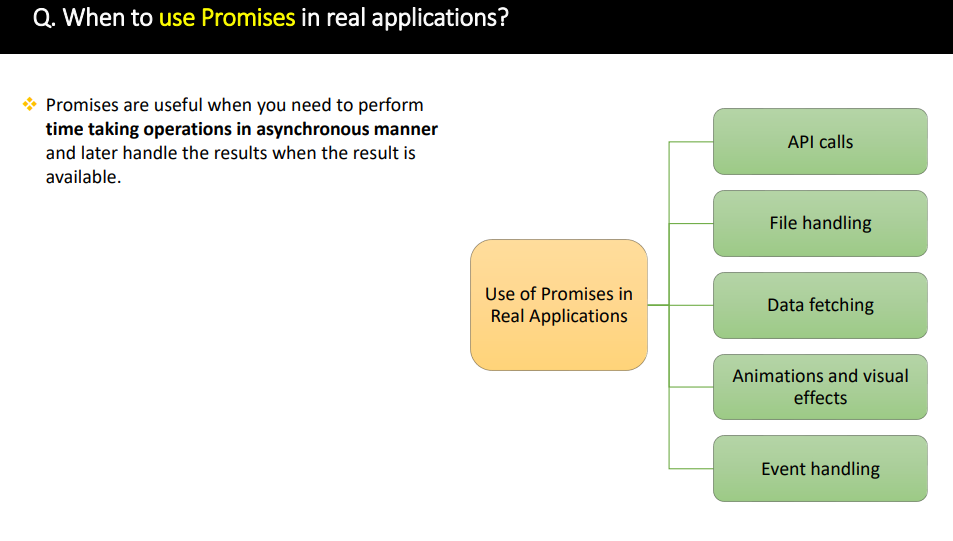 Q. When to use Promises in real applications?
Promises are useful when you need to perform
time taking operations in asynchronous manner
and later handle the results when the result is
available.
Use of Promises in
Real Applications
API calls
File handling
Data fetching
Animations and visual
effects
Event handling